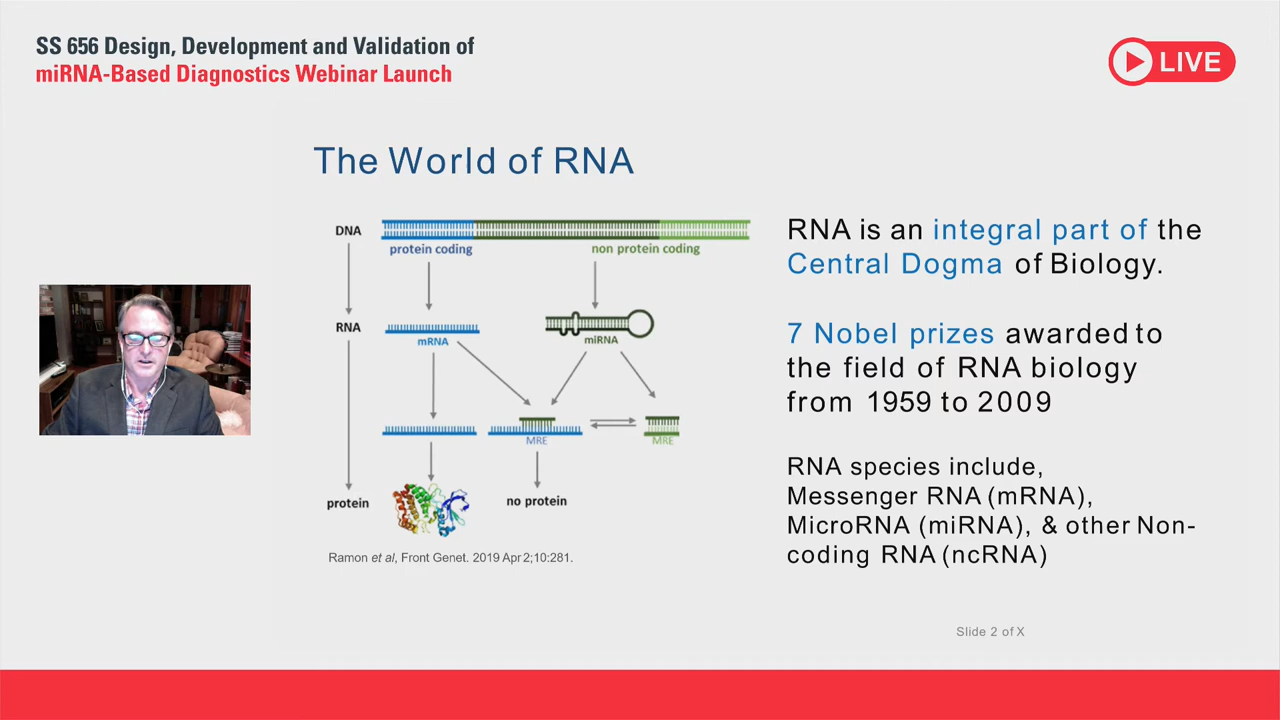 SS 656 Design, Development and Validation of
miRNA-Based Diagnostics Webinar Launch
LIVE
The World of RNA
DNA
protein coding
non protein coding
RNA
mRNA
miRNA
MRE
MRE
protein
no protein
Ramon et al, Front Genet. 2019 Apr 2;10:281.
RNA is an integral part of the
Central Dogma of Biology.
7 Nobel prizes awarded to
the field of RNA biology
from 1959 to 2009
RNA species include,
Messenger RNA (mRNA),
MicroRNA (miRNA), & other Non-
coding RNA (ncRNA)
Slide 2 of X